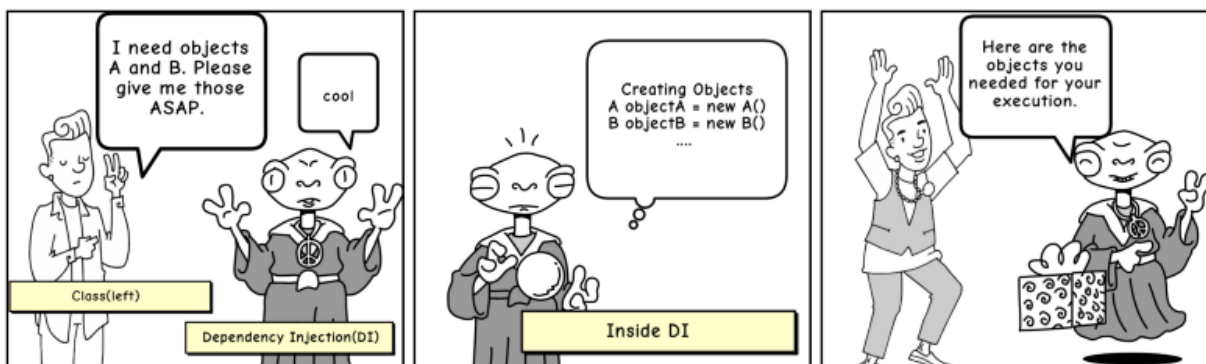 I need objects
A and B. Please
give me those
ASAP.
cool
Class(left)
Dependency Injection(DI)
Creating Objects
A objectA = new A()
B objectB = new B()
....
Inside DI
Here are the
objects you
needed for your
execution.